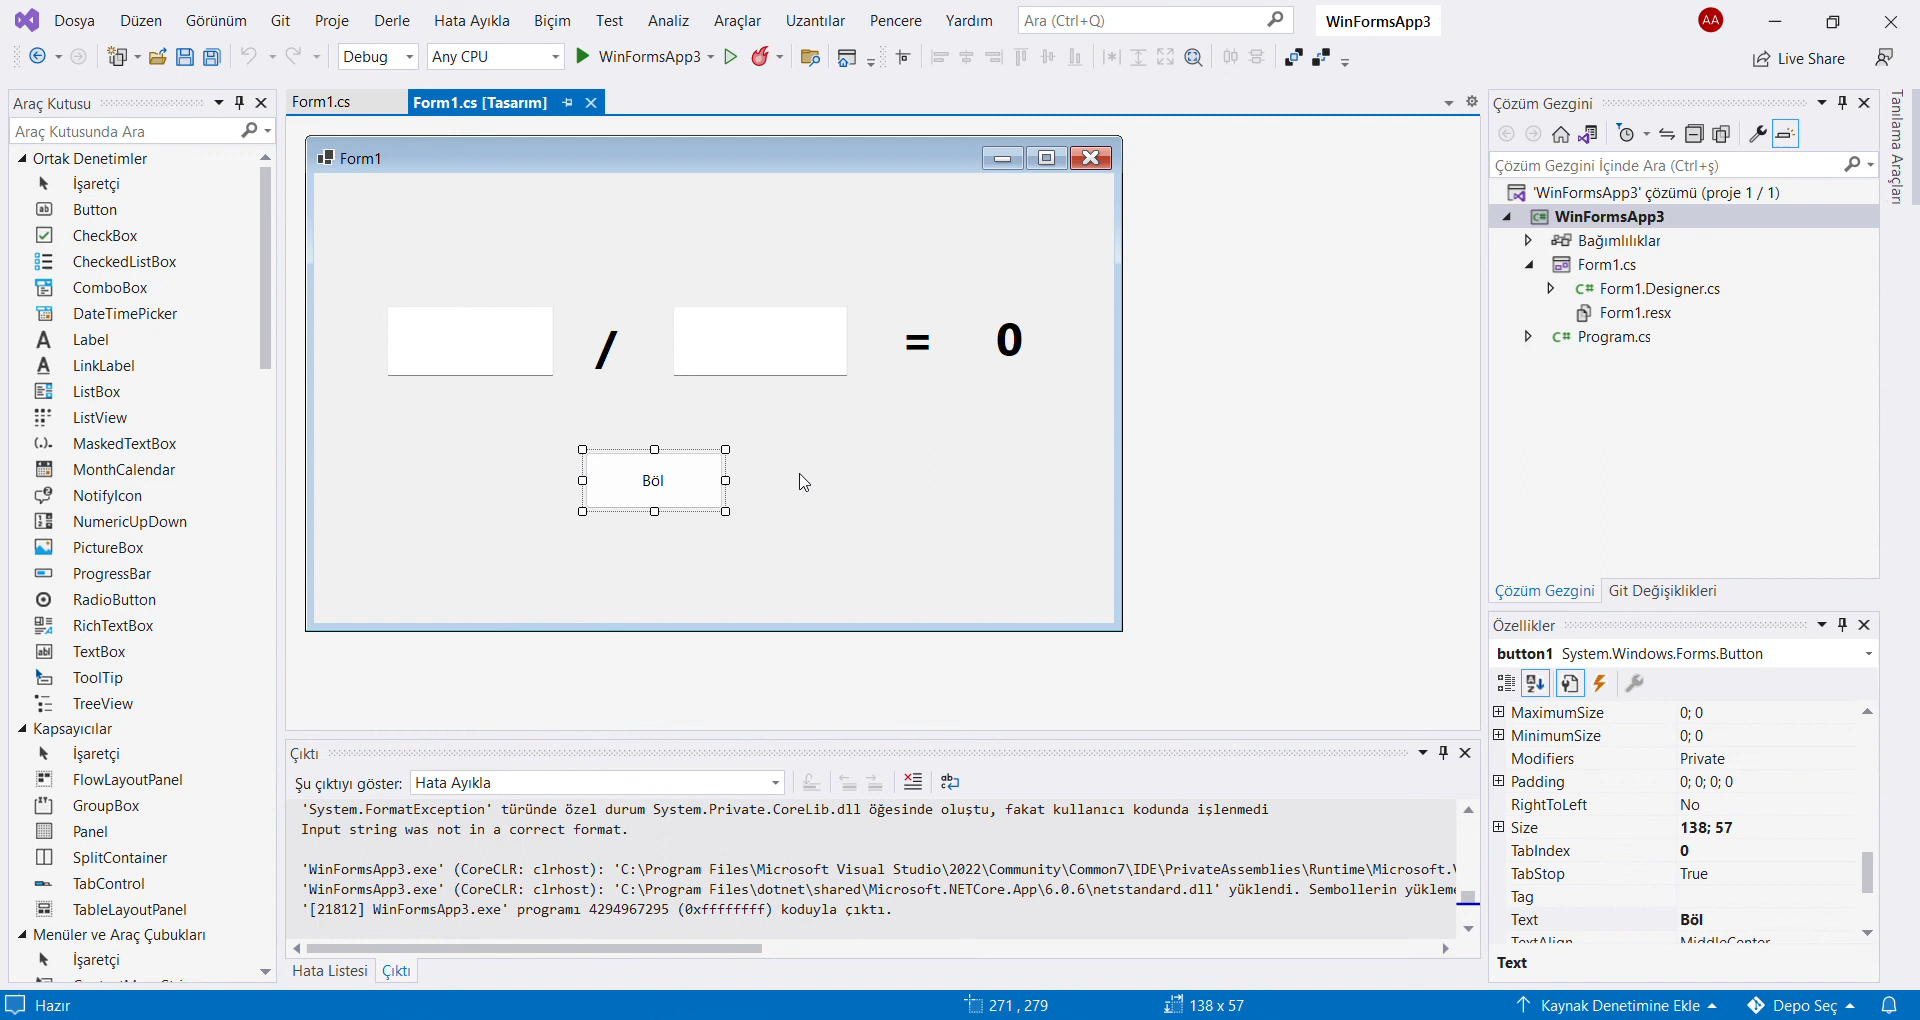 Dosya Düzen Görünüm Git Proje Derle Hata Ayıkla Biçim Test Analiz Araçlar Uzantılar Pencere Yardım Ara (Ctrl+Q) WinFormsApp3 AA
Debug Any CPU WinFormsApp3 Live Share
Araç Kutusu
Araç Kutusunda Ara
Ortak Denetimler
İşaretçi
Button
CheckBox
CheckedListBox
ComboBox
DateTimePicker
Label
LinkLabel
ListBox
ListView
MaskedTextBox
MonthCalendar
NotifyIcon
NumericUpDown
PictureBox
ProgressBar
RadioButton
RichTextBox
TextBox
ToolTip
TreeView
Kapsayıcılar
İşaretçi
FlowLayoutPanel
GroupBox
Panel
SplitContainer
TabControl
TableLayoutPanel
Menüler ve Araç Çubukları
İşaretçi
Form1.cs Form1.cs [Tasarım]
Form1
/ = 0
Böl
Çıktı
Şu çıktıyı göster: Hata Ayıkla
'System.FormatException' türünde özel durum System.Private.CoreLib.dll öğesinde oluştu, fakat kullanıcı kodunda işlenmedi
Input string was not in a correct format.
'WinFormsApp3.exe' (CoreCLR: clrhost): 'C:\Program Files\Microsoft Visual Studio\2022\Community\Common7\IDE\PrivateAssemblies\Runtime\Microsoft.
'WinFormsApp3.exe' (CoreCLR: clrhost): 'C:\Program Files\dotnet\shared\Microsoft.NETCore.App\6.0.6\netstandard.dll' yüklendi. Sembollerin yüklem
'[21812] WinFormsApp3.exe' programı 4294967295 (0xffffffff) koduyla çıktı.
Hata Listesi Çıktı
Çözüm Gezgini
Çözüm Gezgini İçinde Ara (Ctrl+ş)
'WinFormsApp3' çözümü (proje 1 / 1)
WinFormsApp3
Bağımlılıklar
Form1.cs
Form1.Designer.cs
Form1.resx
Program.cs
Çözüm Gezgini Git Değişiklikleri
Özellikler
button1 System.Windows.Forms.Button
MaximumSize 0; 0
MinimumSize 0; 0
Modifiers Private
Padding 0; 0; 0; 0
RightToLeft No
Size 138; 57
TabIndex 0
TabStop True
Tag
Text Böl
TextAlign MiddleCenter
Text
Tanılama Araçları
Hazır 271 , 279 138 x 57 Kaynak Denetimine Ekle Depo Seç